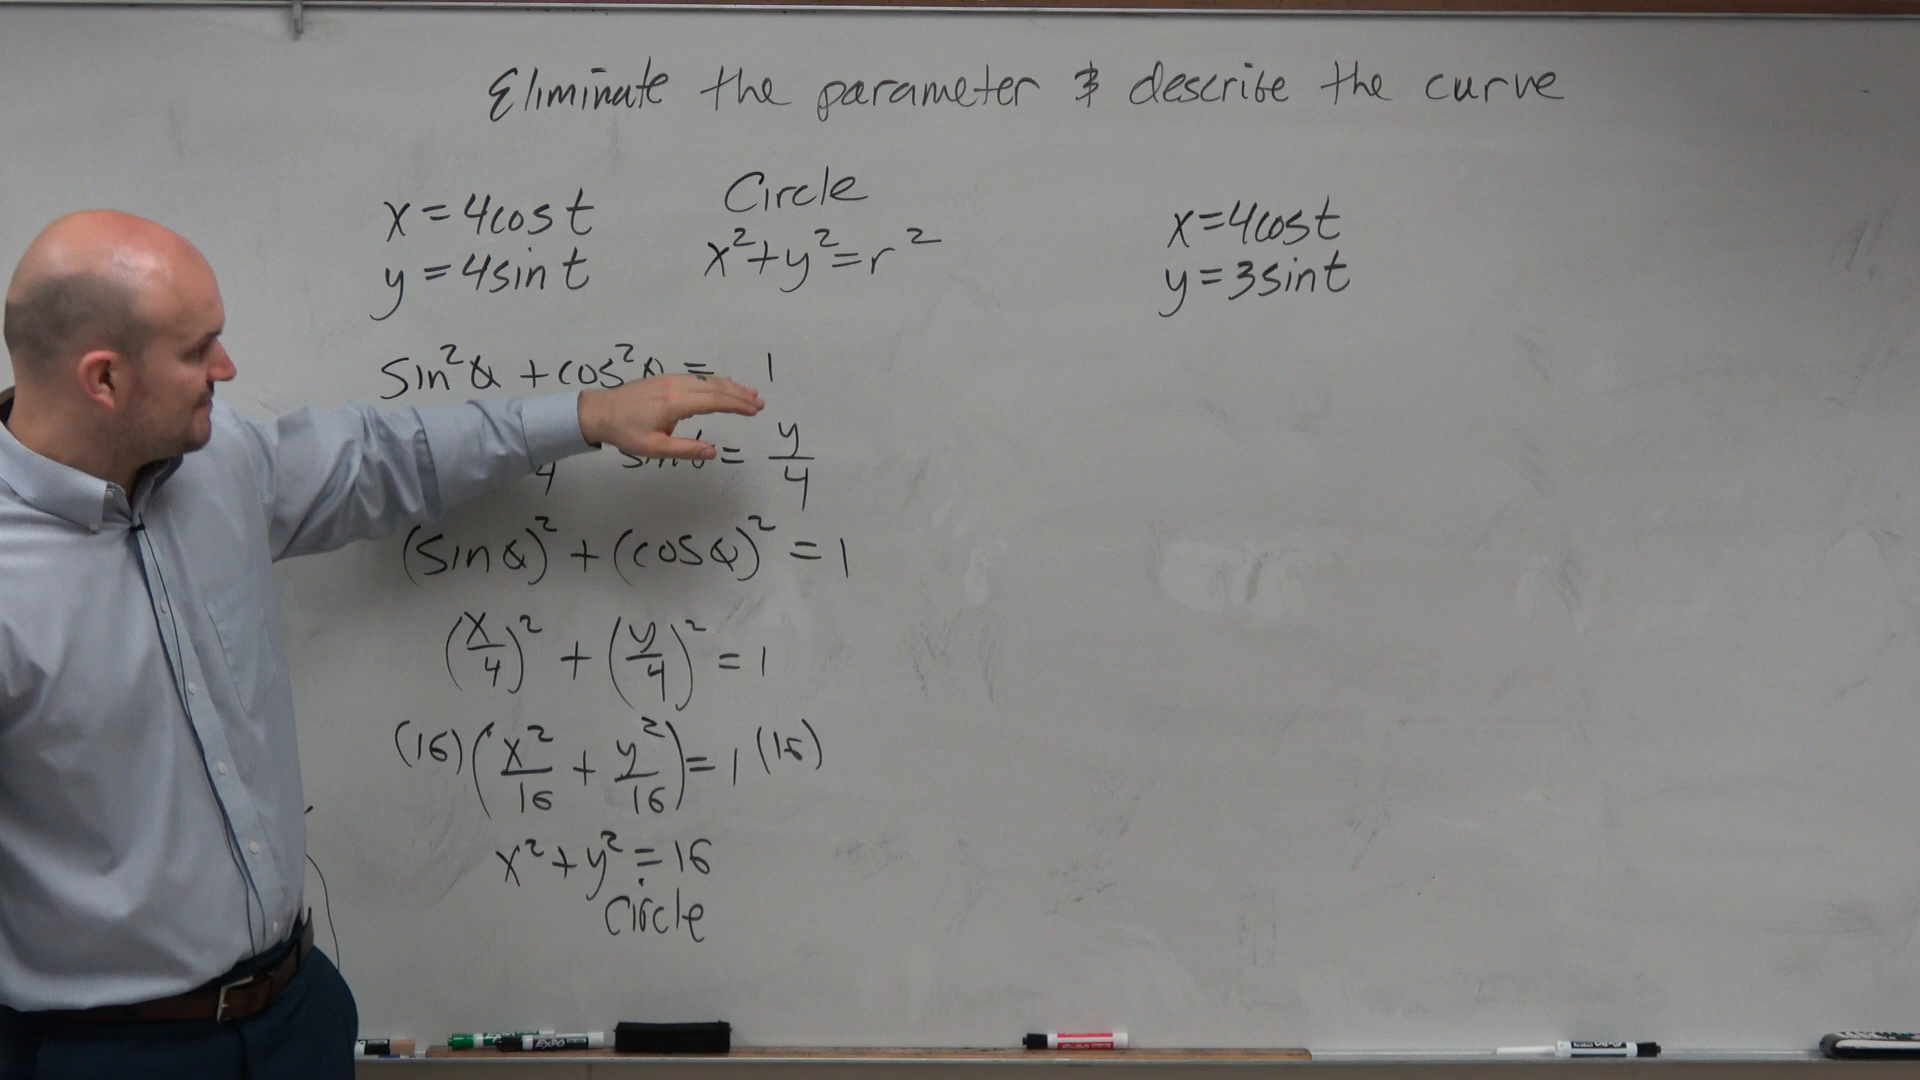 Eliminate the parameter & describe the curve
x = 4cos t
y = 4sin t
Circle
x² + y² = r²
sin²α + cos²α = 1
4 sin t = y/4
(sin α)² + (cos α)² = 1
(x/4)² + (y/4)² = 1
(16)(x²/16 + y²/16) = 1 (16)
x² + y² = 16
Circle
x = 4cos t
y = 3sin t
EXPO